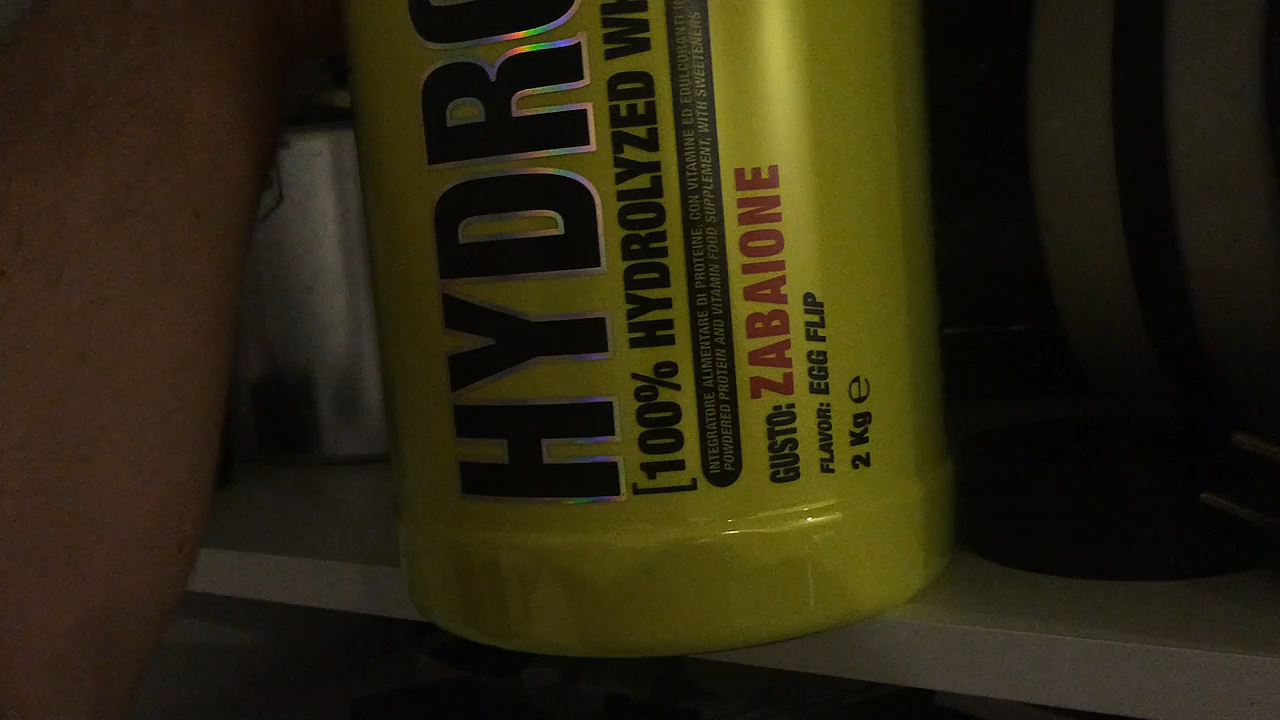 HYDRO
[100% HYDROLYZED WH
INTEGRATORE ALIMENTARE DI PROTEINE, CON VITAMINE ED EDULCORANTI
POWDERED PROTEIN AND VITAMIN FOOD SUPPLEMENT, WITH SWEETENERS
GUSTO: ZABAIONE
FLAVOR: EGG FLIP
2 Kg ℮